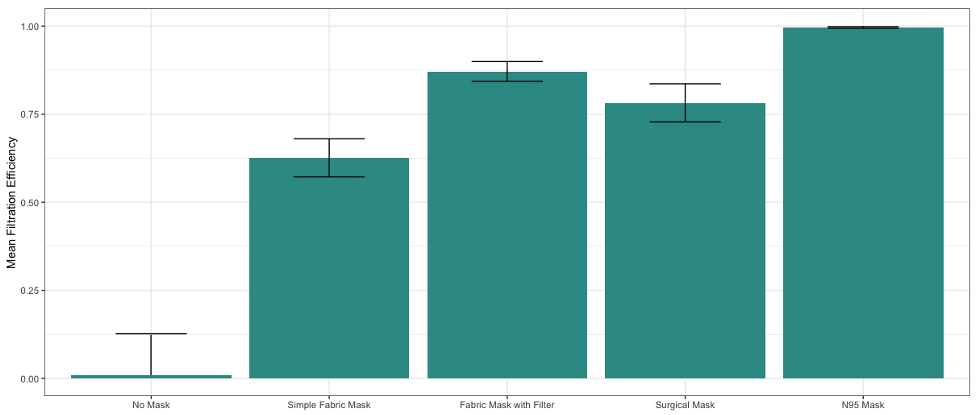 Mean Filtration Efficiency
1.00
0.75
0.50
0.25
0.00
No Mask
Simple Fabric Mask
Fabric Mask with Filter
Surgical Mask
N95 Mask